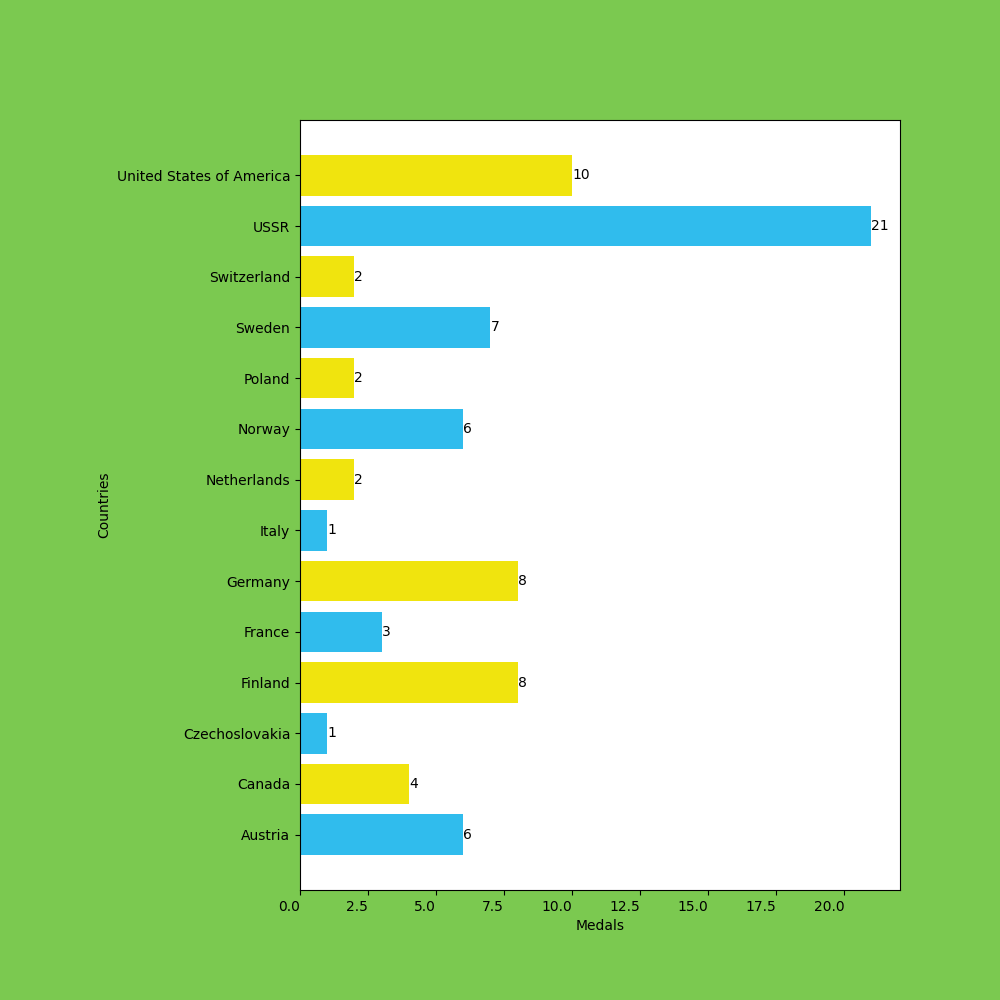 United States of America 10
USSR 21
Switzerland 2
Sweden 7
Poland 2
Norway 6
Netherlands 2
Countries
Italy 1
Germany 8
France 3
Finland 8
Czechoslovakia 1
Canada 4
Austria 6
0.0 2.5 5.0 7.5 10.0 12.5 15.0 17.5 20.0
Medals